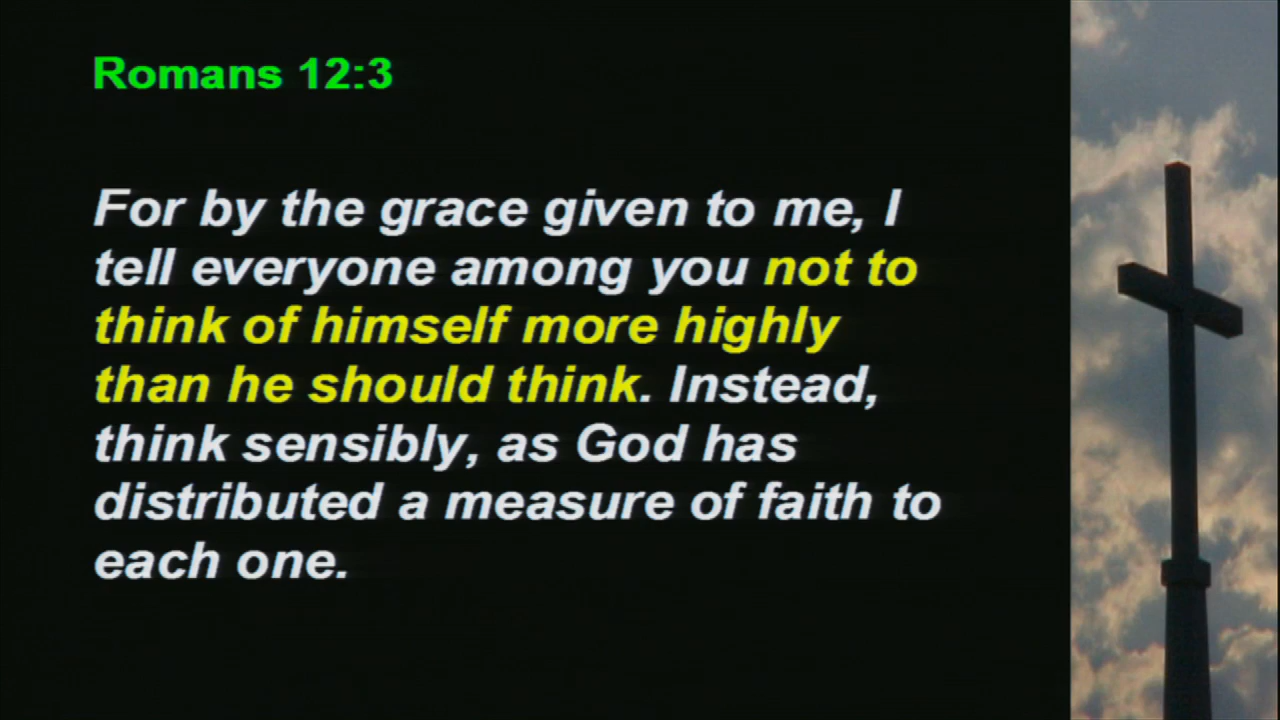 Romans 12:3
For by the grace given to me, I
tell everyone among you not to
think of himself more highly
than he should think. Instead,
think sensibly, as God has
distributed a measure of faith to
each one.